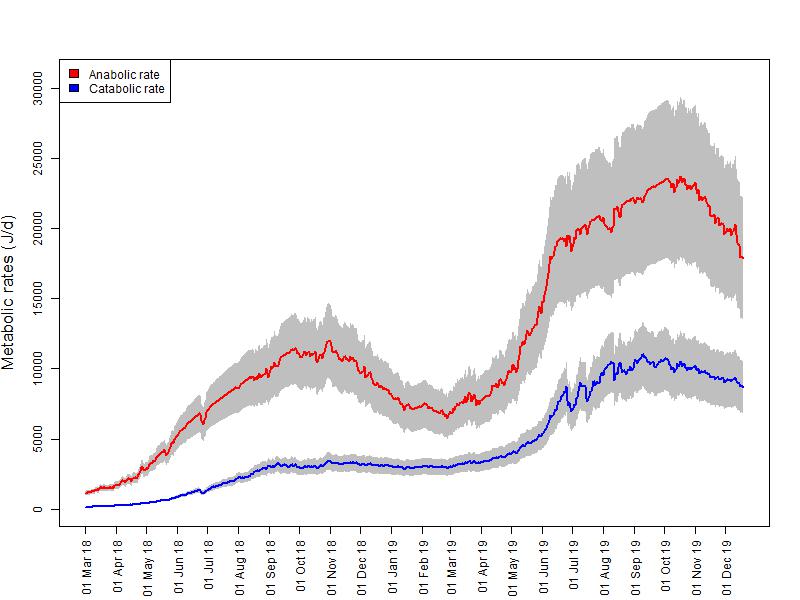 Anabolic rate
Catabolic rate
Metabolic rates (J/d)
30000
25000
20000
15000
10000
5000
0
01 Mar 18
01 Apr 18
01 May 18
01 Jun 18
01 Jul 18
01 Aug 18
01 Sep 18
01 Oct 18
01 Nov 18
01 Dec 18
01 Jan 19
01 Feb 19
01 Mar 19
01 Apr 19
01 May 19
01 Jun 19
01 Jul 19
01 Aug 19
01 Sep 19
01 Oct 19
01 Nov 19
01 Dec 19